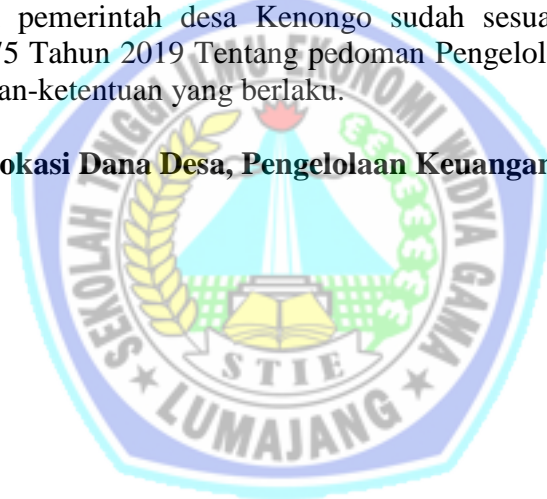 pemerintah desa Kenongo sudah sesua
75 Tahun 2019 Tentang pedoman Pengelol
an-ketentuan yang berlaku.
okasi Dana Desa, Pengelolaan Keuangan
SEKOLAH TINGGI ILMU EKONOMI WIDYA GAMA
STIE
LUMAJANG